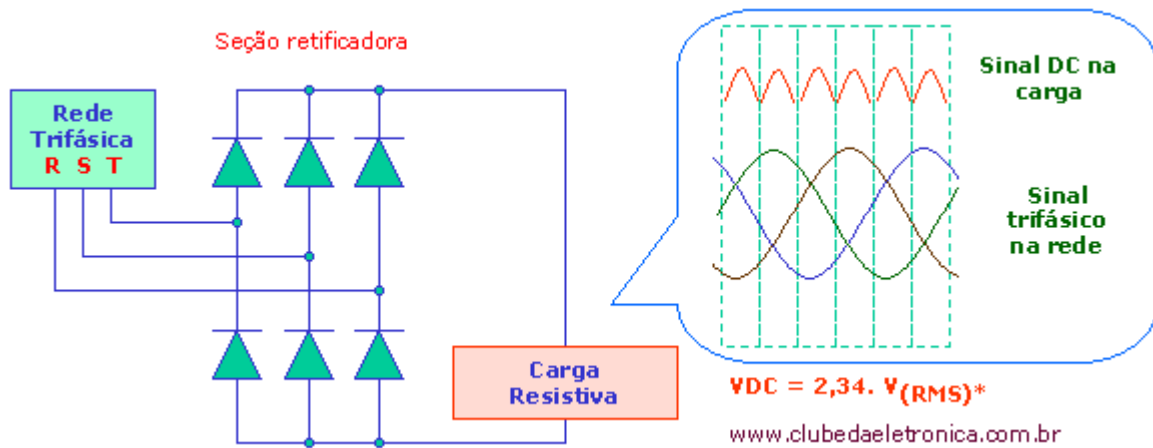 Seção retificadora
Rede
Trifásica
R S T
Carga
Resistiva
Sinal DC na
carga
Sinal
trifásico
na rede
VDC = 2,34. V(RMS)*
www.clubedaeletronica.com.br